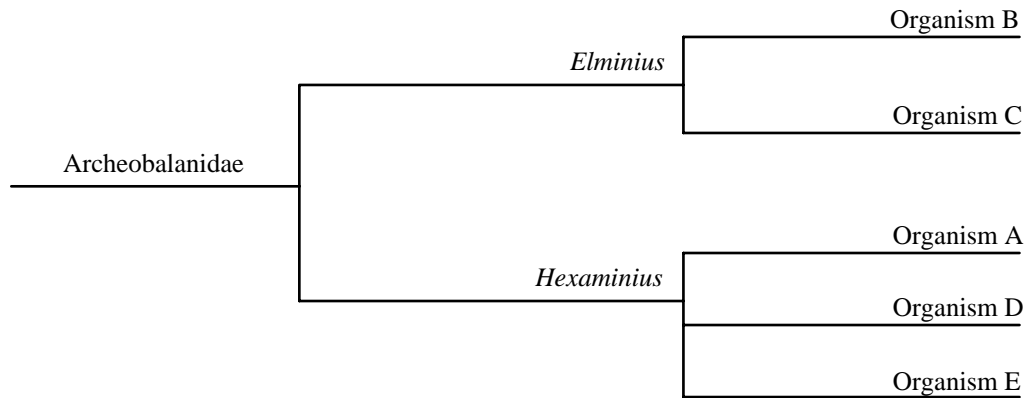 Organism B
Elminius
Organism C
Archeobalanidae
Organism A
Hexaminius
Organism D
Organism E